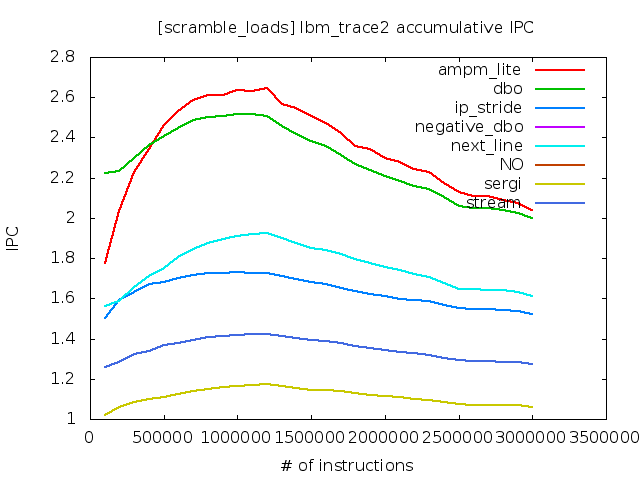 [scramble_loads] lbm_trace2 accumulative IPC
2.8
2.6
2.4
2.2
2
1.8
1.6
1.4
1.2
1
IPC
ampm_lite
dbo
ip_stride
negative_dbo
next_line
NO
sergi
stream
0 500000 1000000 1500000 2000000 2500000 3000000 3500000
# of instructions